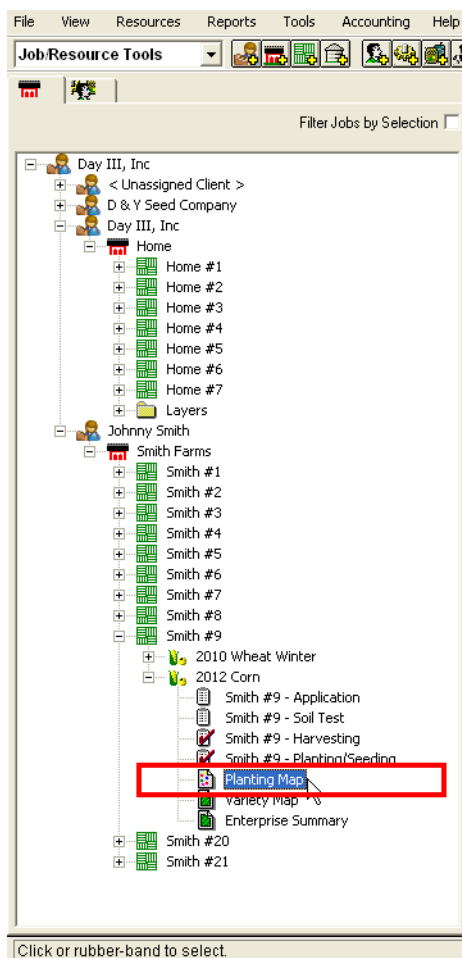 File View Resources Reports Tools Accounting Help
Job/Resource Tools
Filter Jobs by Selection
Day III, Inc
< Unassigned Client >
D & Y Seed Company
Day III, Inc
Home
Home #1
Home #2
Home #3
Home #4
Home #5
Home #6
Home #7
Layers
Johnny Smith
Smith Farms
Smith #1
Smith #2
Smith #3
Smith #4
Smith #5
Smith #6
Smith #7
Smith #8
Smith #9
2010 Wheat Winter
2012 Corn
Smith #9 - Application
Smith #9 - Soil Test
Smith #9 - Harvesting
Smith #9 - Planting/Seeding
Planting Map
Variety Map
Enterprise Summary
Smith #20
Smith #21
Click or rubber-band to select.